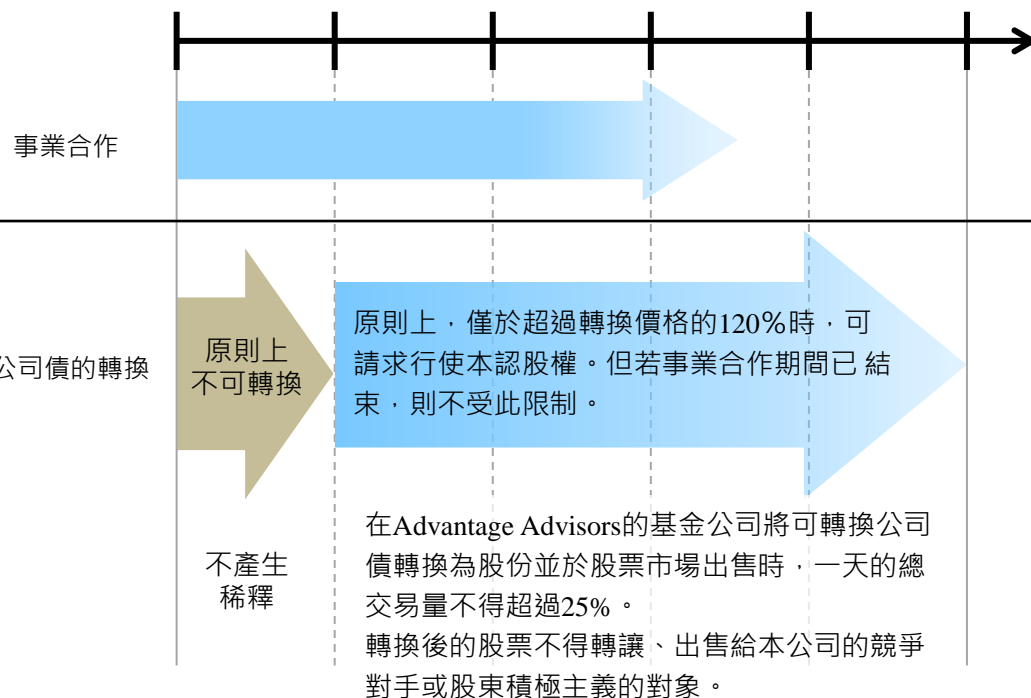 事業合作
公司債的轉換
原則上
不可轉換
原則上，僅於超過轉換價格的120%時，可
請求行使本認股權。但若事業合作期間已 結
束，則不受此限制。
不產生
稀釋
在Advantage Advisors的基金公司將可轉換公司
債轉換為股份並於股票市場出售時，一天的總
交易量不得超過25%。
轉換後的股票不得轉讓、出售給本公司的競爭
對手或股東積極主義的對象。